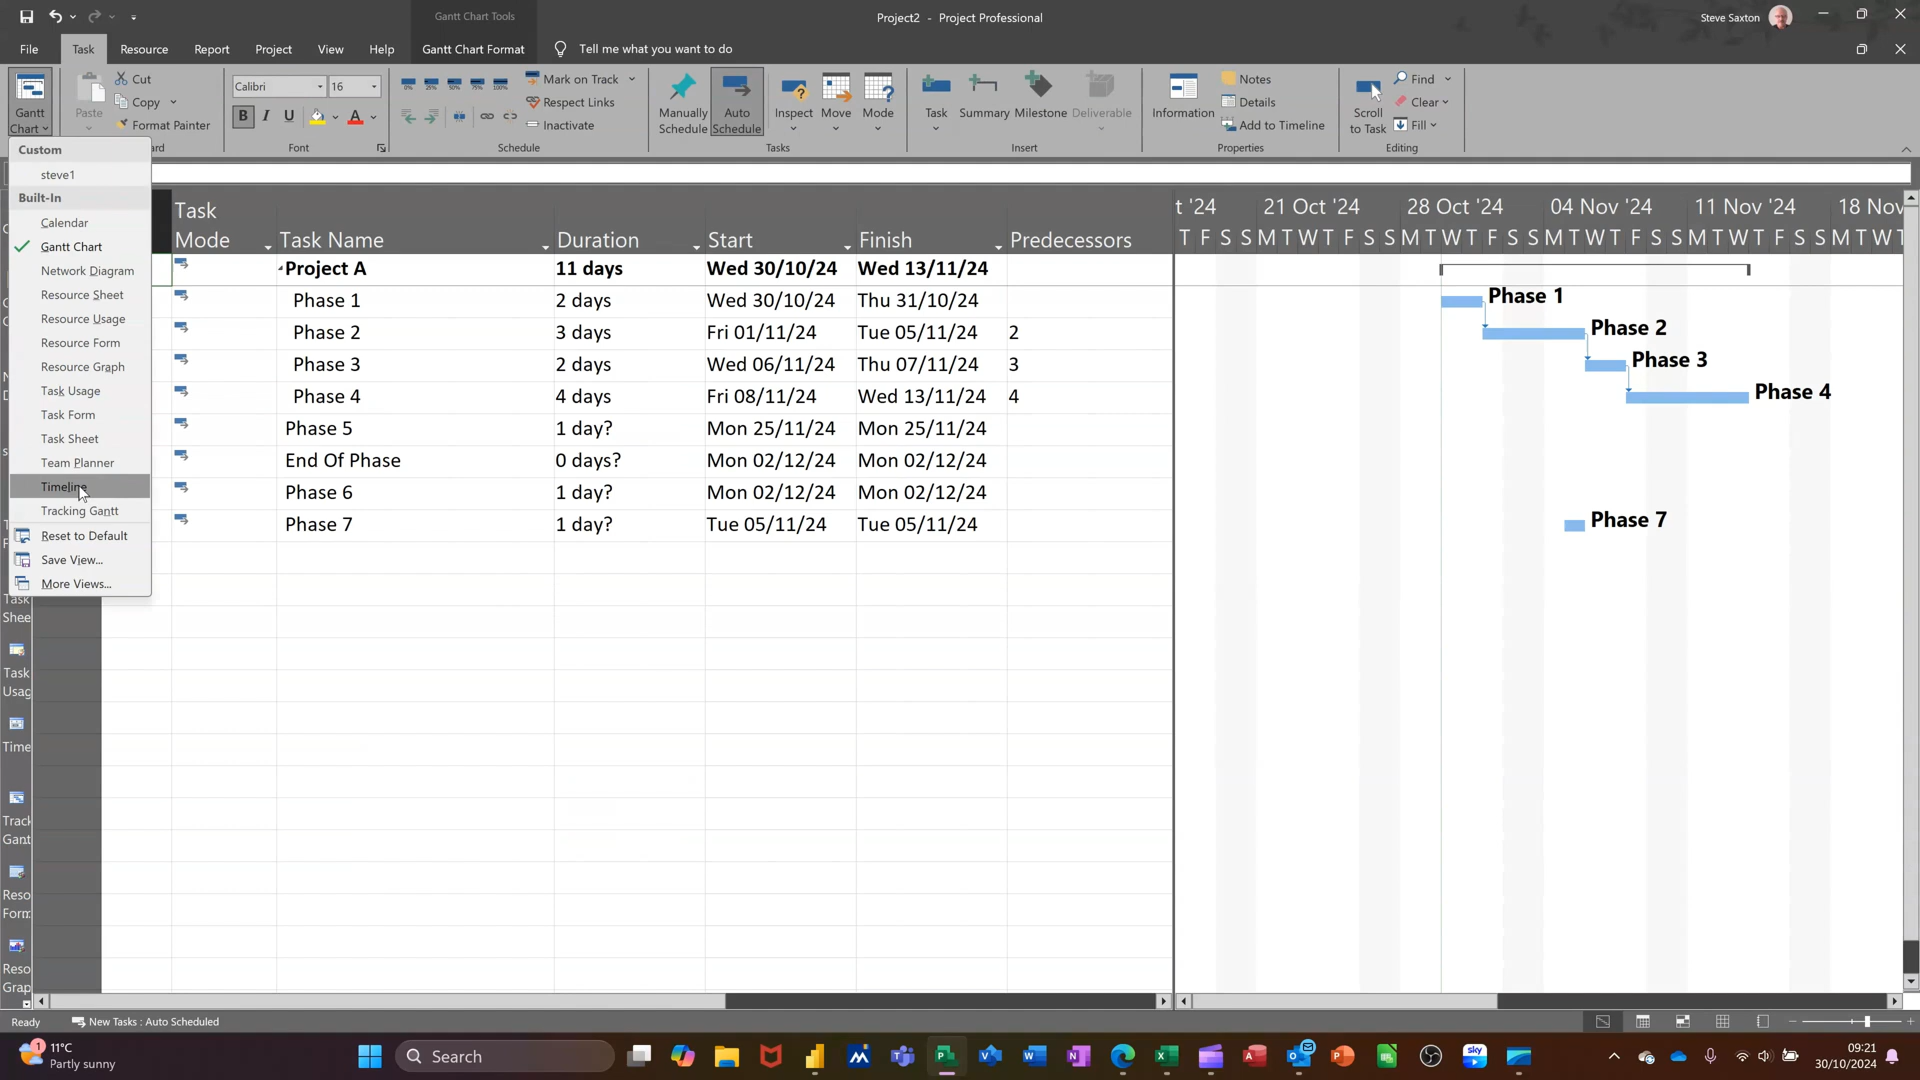 Gantt Chart Tools
Project2 - Project Professional
Steve Saxton
File
Task
Resource
Report
Project
View
Help
Gantt Chart Format
Tell me what you want to do
Gantt
Chart
Paste
Cut
Copy
Format Painter
Calibri
16
B I U
A
Font
0% 25% 50% 75% 100%
Mark on Track
Respect Links
Inactivate
Schedule
Manually
Schedule
Auto
Schedule
Inspect
Move
Mode
Tasks
Task
Summary
Milestone
Deliverable
Insert
Information
Notes
Details
Add to Timeline
Properties
Scroll
to Task
Find
Clear
Fill
Editing
ard
Custom
steve1
Built-In
Calendar
Gantt Chart
Network Diagram
Resource Sheet
Resource Usage
Resource Form
Resource Graph
Task Usage
Task Form
Task Sheet
Team Planner
Timeline
Tracking Gantt
Reset to Default
Save View...
More Views...
Task
Shee
Task
Usag
Time
Track
Gant
Reso
Form
Reso
Grap
Task
Mode
Task Name
Duration
Start
Finish
Predecessors
Project A 11 days Wed 30/10/24 Wed 13/11/24
Phase 1 2 days Wed 30/10/24 Thu 31/10/24
Phase 2 3 days Fri 01/11/24 Tue 05/11/24 2
Phase 3 2 days Wed 06/11/24 Thu 07/11/24 3
Phase 4 4 days Fri 08/11/24 Wed 13/11/24 4
Phase 5 1 day? Mon 25/11/24 Mon 25/11/24
End Of Phase 0 days? Mon 02/12/24 Mon 02/12/24
Phase 6 1 day? Mon 02/12/24 Mon 02/12/24
Phase 7 1 day? Tue 05/11/24 Tue 05/11/24
t '24 21 Oct '24 28 Oct '24 04 Nov '24 11 Nov '24 18 Nov
T F S S M T W T F S S M T W T F S S M T W T F S S M T W T F S S M T W T
Phase 1
Phase 2
Phase 3
Phase 4
Phase 7
Ready
New Tasks : Auto Scheduled
1
11°C
Partly sunny
Search
sky
09:21
30/10/2024